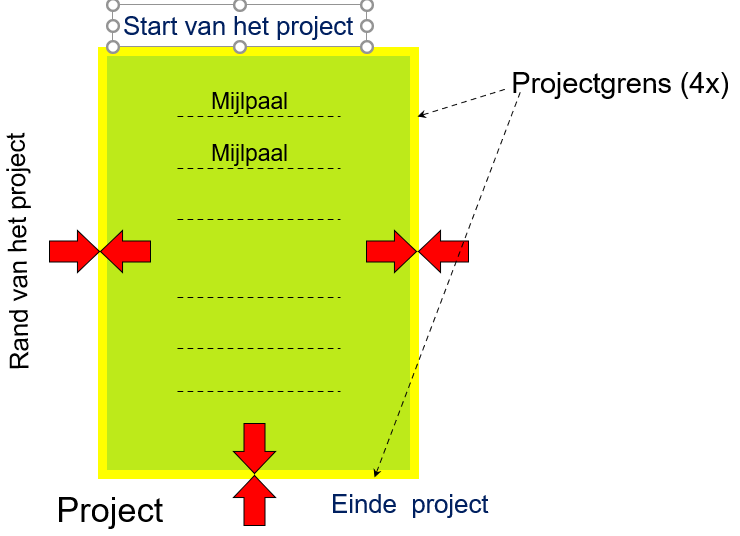 Start van het project
Projectgrens (4x)
Mijlpaal
Mijlpaal
Rand van het project
Einde project
Project